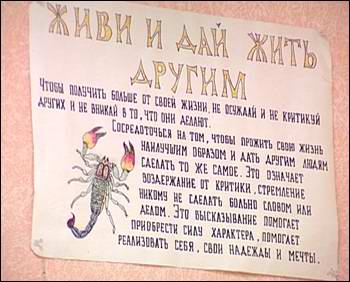 ЖИВИ И ДАЙ ЖИТЬ
ДРУГИМ
ЧТОБЫ ПОЛУЧИТЬ БОЛЬШЕ ОТ СВОЕЙ ЖИЗНИ, НЕ ОСУЖДАЙ И НЕ КРИТИКУЙ
ДРУГИХ И НЕ ВНИКАЙ В ТО, ЧТО ОНИ ДЕЛАЮТ.
СОСРЕДОТОЧЬСЯ НА ТОМ, ЧТОБЫ ПРОЖИТЬ СВОЮ ЖИЗНЬ
НАИЛУЧШИМ ОБРАЗОМ И ДАТЬ ДРУГИМ ЛЮДЯМ
СДЕЛАТЬ ТО ЖЕ САМОЕ. ЭТО ОЗНАЧАЕТ
ВОЗДЕРЖАНИЕ ОТ КРИТИКИ, СТРЕМЛЕНИЕ
НИКОМУ НЕ СДЕЛАТЬ БОЛЬНО СЛОВОМ ИЛИ
ДЕЛОМ. ЭТО ВЫСКАЗЫВАНИЕ ПОМОГАЕТ
ПРИОБРЕСТИ СИЛУ ХАРАКТЕРА, ПОМОГАЕТ
РЕАЛИЗОВАТЬ СЕБЯ, СВОИ НАДЕЖДЫ И МЕЧТЫ.